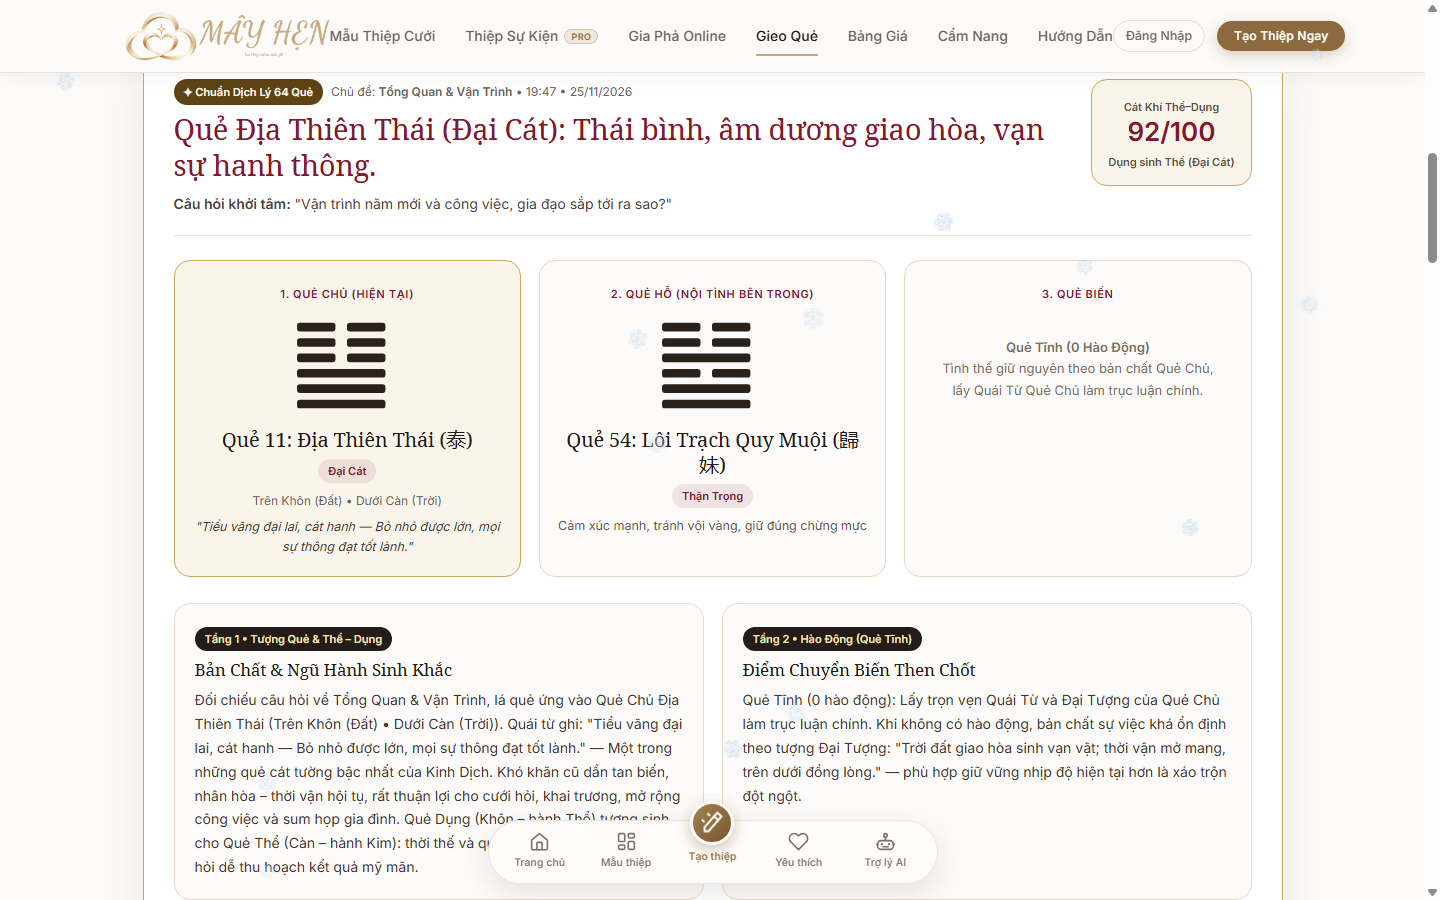 MÂY HẸN
Mẫu Thiệp Cưới
Thiệp Sự Kiện PRO
Gia Phả Online
Gieo Quẻ
Bảng Giá
Cẩm Nang
Hướng Dẫn
Đăng Nhập
Tạo Thiệp Ngay
✦ Chuẩn Dịch Lý 64 Quẻ
Chủ đề: Tổng Quan & Vận Trình • 19:47 • 25/11/2026
Quẻ Địa Thiên Thái (Đại Cát): Thái bình, âm dương giao hòa, vạn
sự hanh thông.
Câu hỏi khởi tâm: "Vận trình năm mới và công việc, gia đạo sắp tới ra sao?"
Cát Khí Thể–Dụng
92/100
Dụng sinh Thể (Đại Cát)
1. QUẺ CHỦ (HIỆN TẠI)
Quẻ 11: Địa Thiên Thái (泰)
Đại Cát
Trên Khôn (Đất) • Dưới Càn (Trời)
"Tiểu vãng đại lai, cát hanh — Bỏ nhỏ được lớn, mọi
sự thông đạt tốt lành."
2. QUẺ HỖ (NỘI TÌNH BÊN TRONG)
Quẻ 54: Lôi Trạch Quy Muội (歸
妹)
Thận Trọng
Cảm xúc mạnh, tránh vội vàng, giữ đúng chừng mực
3. QUẺ BIẾN
Quẻ Tĩnh (0 Hào Động)
Tình thế giữ nguyên theo bản chất Quẻ Chủ,
lấy Quái Từ Quẻ Chủ làm trục luận chính.
Tầng 1 • Tượng Quẻ & Thể – Dụng
Bản Chất & Ngũ Hành Sinh Khắc
Đối chiếu câu hỏi về Tổng Quan & Vận Trình, lá quẻ ứng vào Quẻ Chủ Địa
Thiên Thái (Trên Khôn (Đất) • Dưới Càn (Trời)). Quái từ ghi: "Tiểu vãng đại
lai, cát hanh — Bỏ nhỏ được lớn, mọi sự thông đạt tốt lành." — Một trong
những quẻ cát tường bậc nhất của Kinh Dịch. Khó khăn cũ dần tan biến,
nhân hòa – thời vận hội tụ, rất thuận lợi cho cưới hỏi, khai trương, mở rộng
công việc và sum họp gia đình. Quẻ Dụng (Khôn – hành Thổ) tương sinh
cho Quẻ Thể (Càn – hành Kim): thời thế và
hỏi dễ thu hoạch kết quả mỹ mãn.
Tầng 2 • Hào Động (Quẻ Tĩnh)
Điểm Chuyển Biến Then Chốt
Quẻ Tĩnh (0 hào động): Lấy trọn vẹn Quái Từ và Đại Tượng của Quẻ Chủ
làm trục luận chính. Khi không có hào động, bản chất sự việc khá ổn định
theo tượng Đại Tượng: "Trời đất giao hòa sinh vạn vật; thời vận mở mang,
trên dưới đồng lòng." — phù hợp giữ vững nhịp độ hiện tại hơn là xáo trộn
đột ngột.
Trang chủ
Mẫu thiệp
Tạo thiệp
Yêu thích
Trợ lý AI